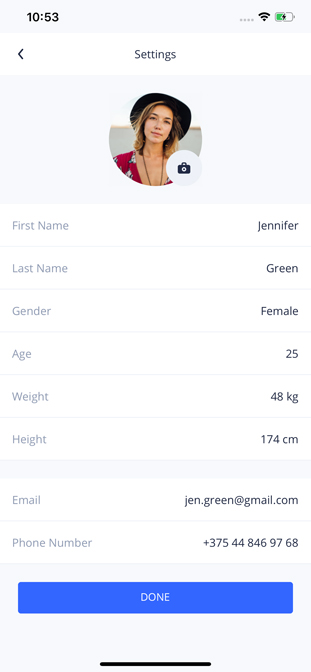 10:53
Settings
First Name Jennifer
Last Name Green
Gender Female
Age 25
Weight 48 kg
Height 174 cm
Email jen.green@gmail.com
Phone Number +375 44 846 97 68
DONE